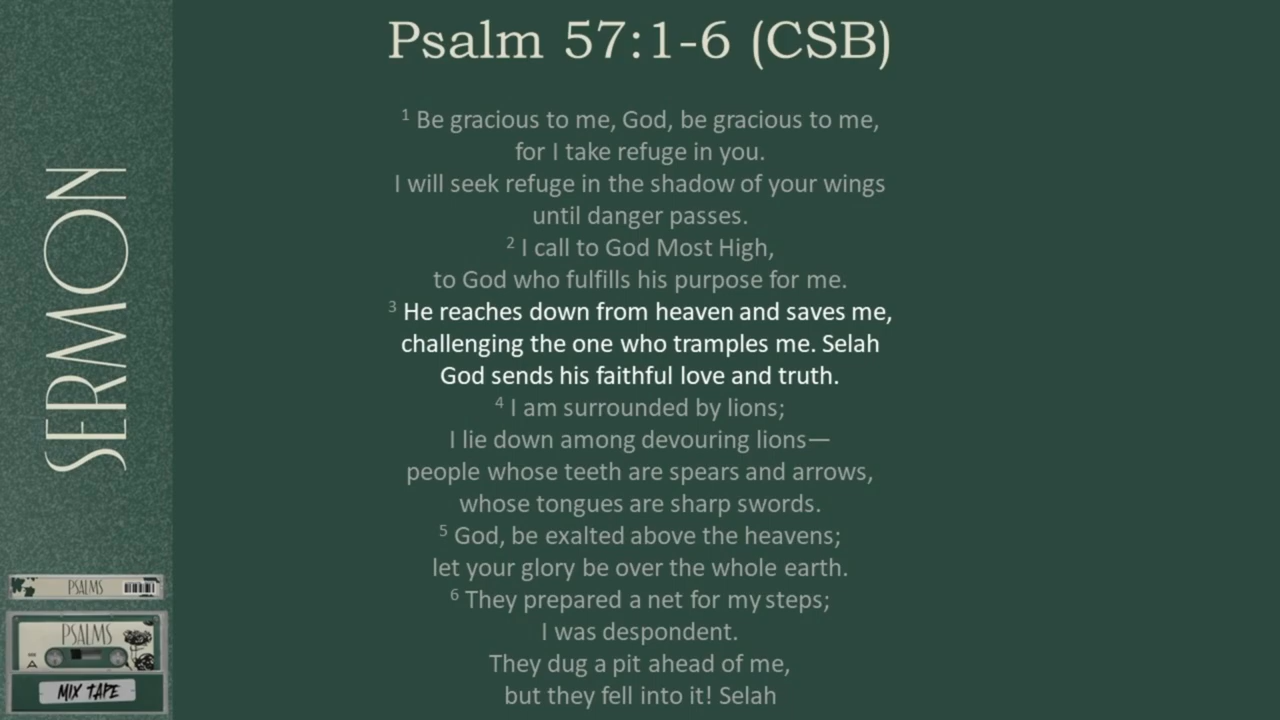 Psalm 57:1-6 (CSB)
1 Be gracious to me, God, be gracious to me,
for I take refuge in you.
I will seek refuge in the shadow of your wings
until danger passes.
2 I call to God Most High,
to God who fulfills his purpose for me.
3 He reaches down from heaven and saves me,
challenging the one who tramples me. Selah
God sends his faithful love and truth.
4 I am surrounded by lions;
I lie down among devouring lions—
people whose teeth are spears and arrows,
whose tongues are sharp swords.
5 God, be exalted above the heavens;
let your glory be over the whole earth.
6 They prepared a net for my steps;
I was despondent.
They dug a pit ahead of me,
but they fell into it! Selah
SERMON
PSALMS
PSALMS
A
MIX TAPE